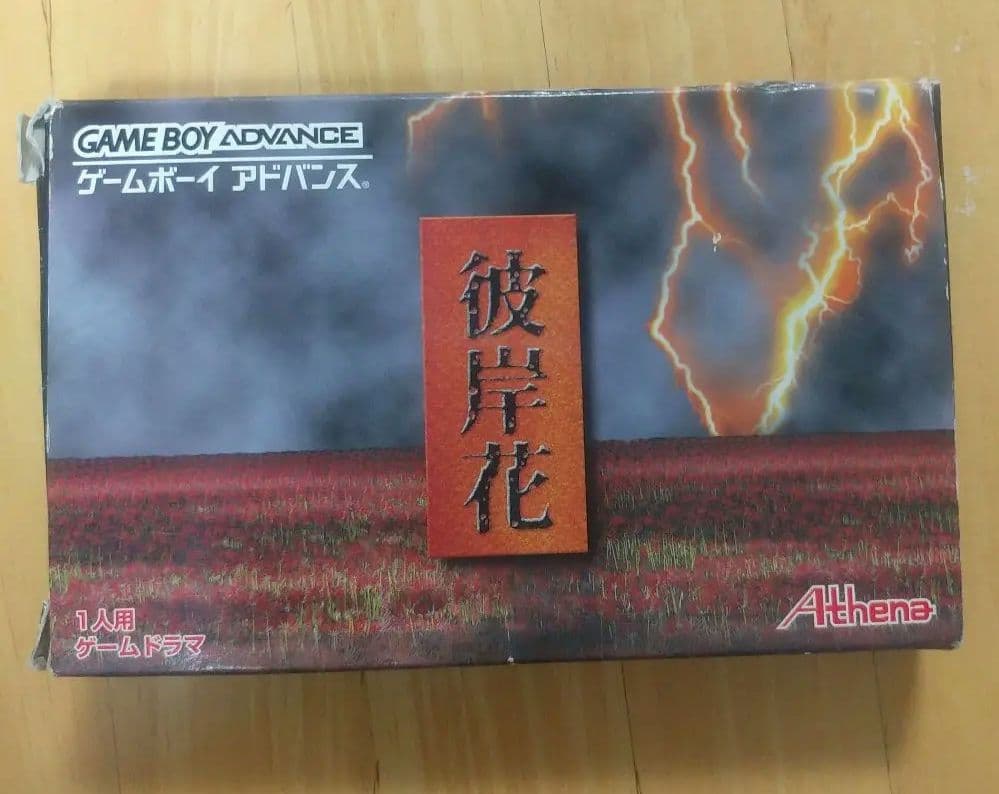 GAME BOY ADVANCE
ゲームボーイ アドバンス®
彼岸花
1人用
ゲームドラマ
Athena